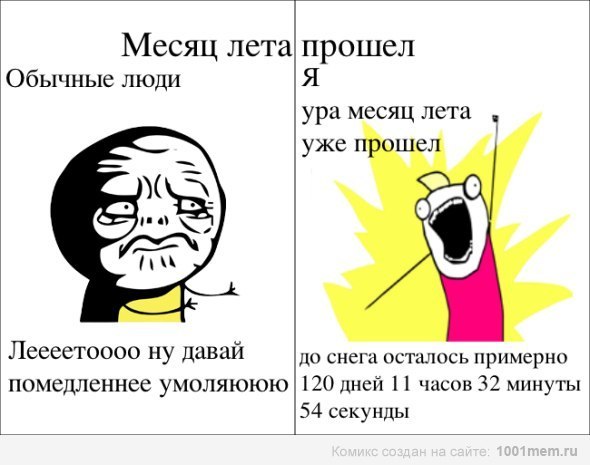 Месяц лета прошел
Обычные люди
Я
ура месяц лета
уже прошел
Леееетоооо ну давай
помедленнее умоляююю
до снега осталось примерно
120 дней 11 часов 32 минуты
54 секунды
Комикс создан на сайте: 1001mem.ru